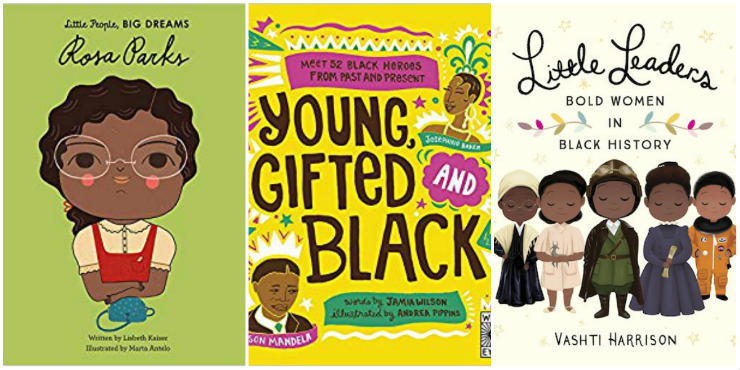 Little People, BIG DREAMS
Rosa Parks
Written by Lisbeth Kaiser
Illustrated by Marta Antelo
MEET 52 BLACK HEROES
FROM PAST AND PRESENT
YOUNG,
GIFTED
AND
BLACK
JOSEPHINE BAKER
SON MANDELA
words by JAMIA WILSON
illustrated by ANDREA PIPPINS
Little Leaders
BOLD WOMEN
IN
BLACK HISTORY
VASHTI HARRISON